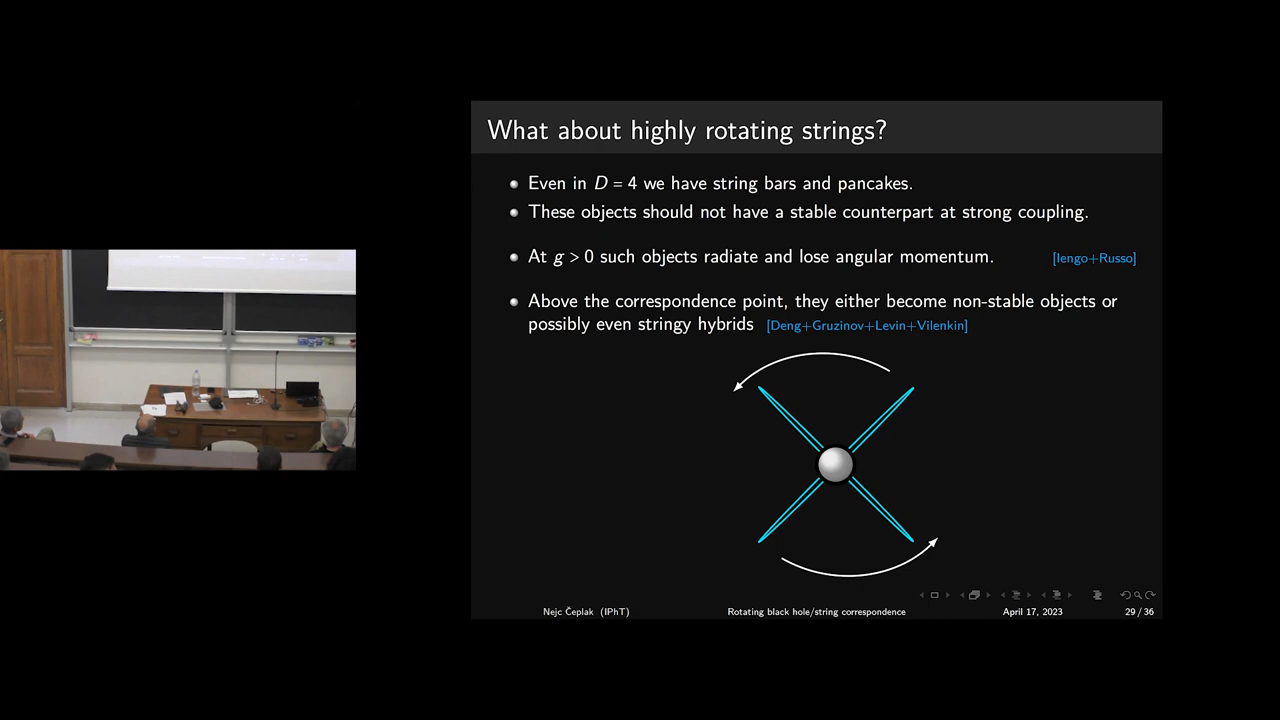 What about highly rotating strings?
Even in D = 4 we have string bars and pancakes.
These objects should not have a stable counterpart at strong coupling.
At g > 0 such objects radiate and lose angular momentum. [Iengo+Russo]
Above the correspondence point, they either become non-stable objects or
possibly even stringy hybrids [Deng+Gruzinov+Levin+Vilenkin]
Nejc Čeplak (IPhT) Rotating black hole/string correspondence April 17, 2023 29 / 36